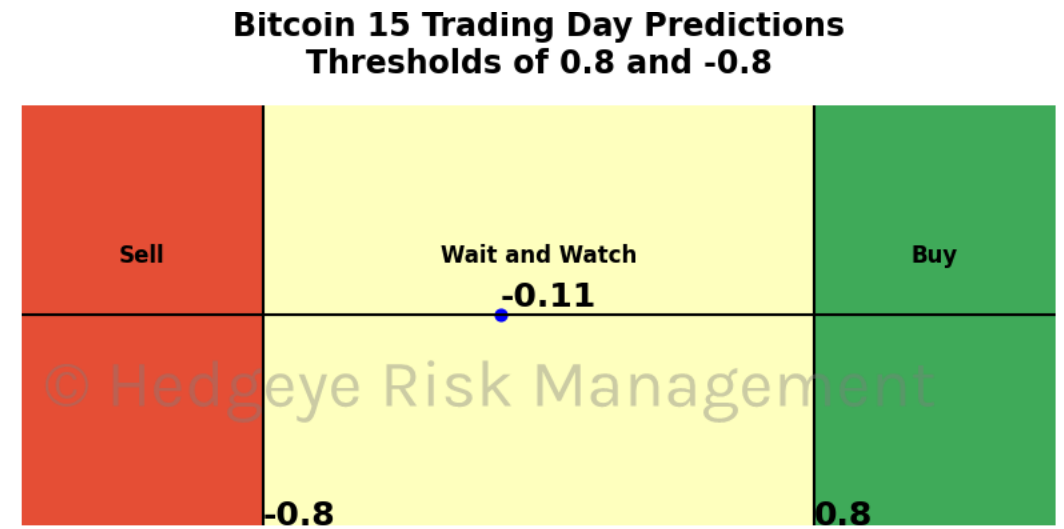 Bitcoin 15 Trading Day Predictions
Thresholds of 0.8 and -0.8
Sell
Wait and Watch
Buy
-0.11
© Hedgeye Risk Management
-0.8
0.8